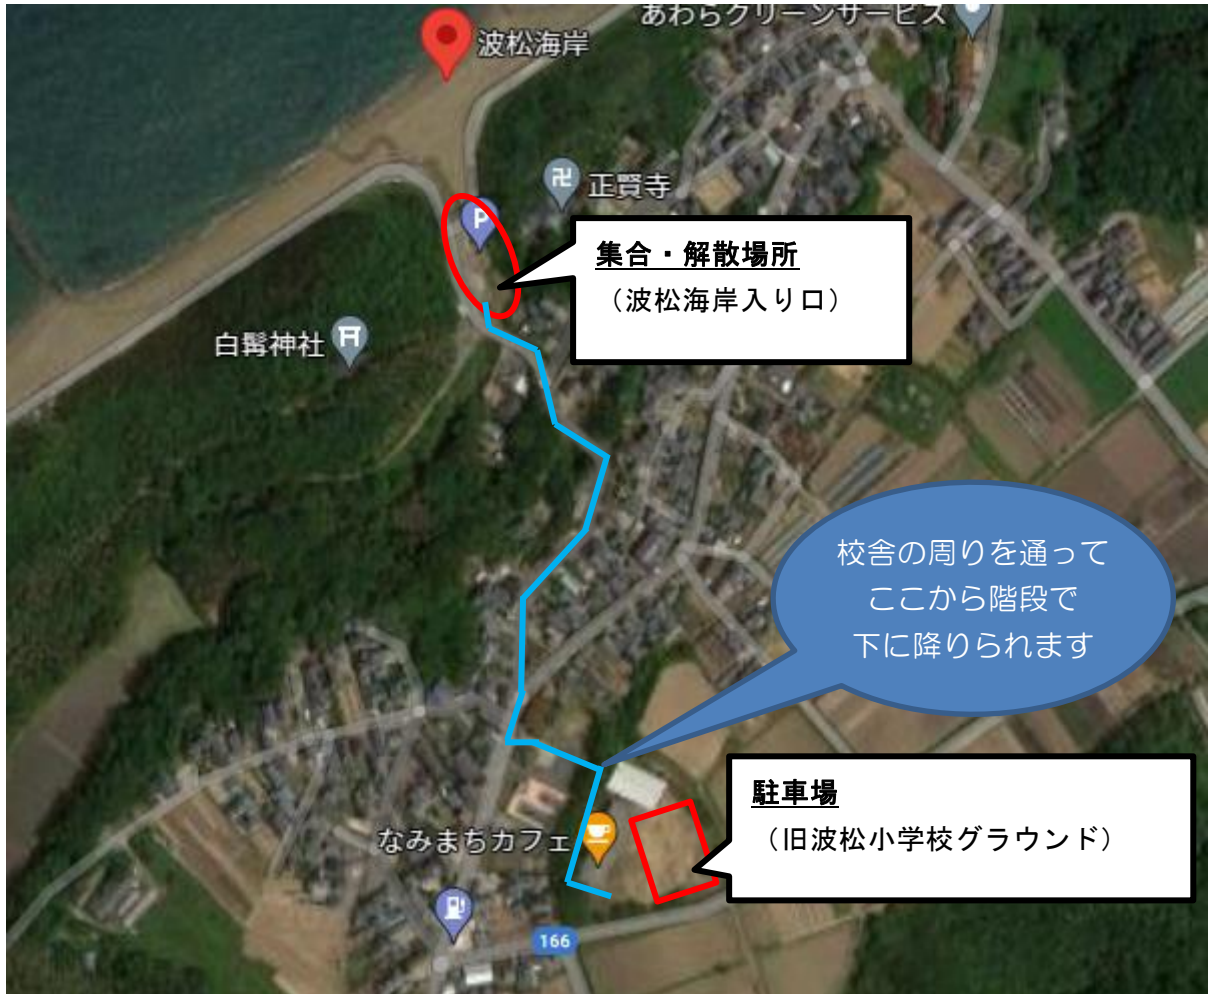 あわらクリーンサービス
波松海岸
正賢寺
P
集合・解散場所
（波松海岸入り口）
白髯神社
校舎の周りを通って
ここから階段で
下に降りられます
駐車場
（旧波松小学校グラウンド）
なみまちカフェ
166